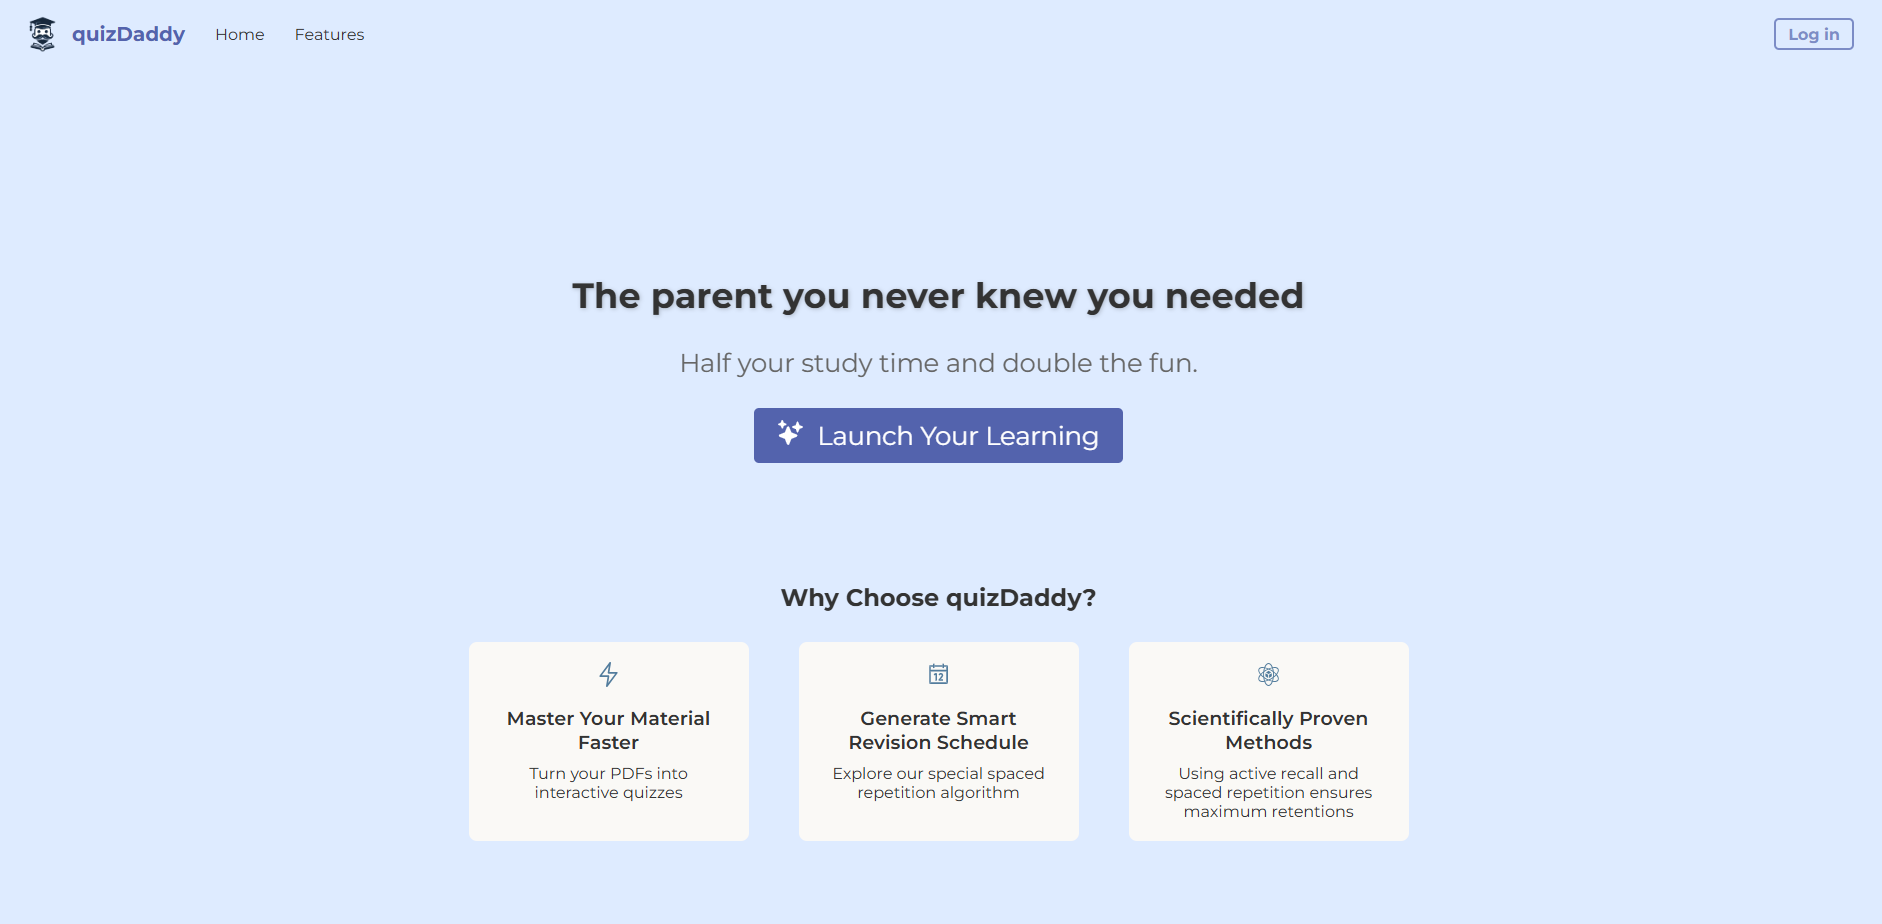 quizDaddy
Home
Features
Log in
The parent you never knew you needed
Half your study time and double the fun.
Launch Your Learning
Why Choose quizDaddy?
Master Your Material
Faster
Turn your PDFs into
interactive quizzes
12
Generate Smart
Revision Schedule
Explore our special spaced
repetition algorithm
Scientifically Proven
Methods
Using active recall and
spaced repetition ensures
maximum retentions